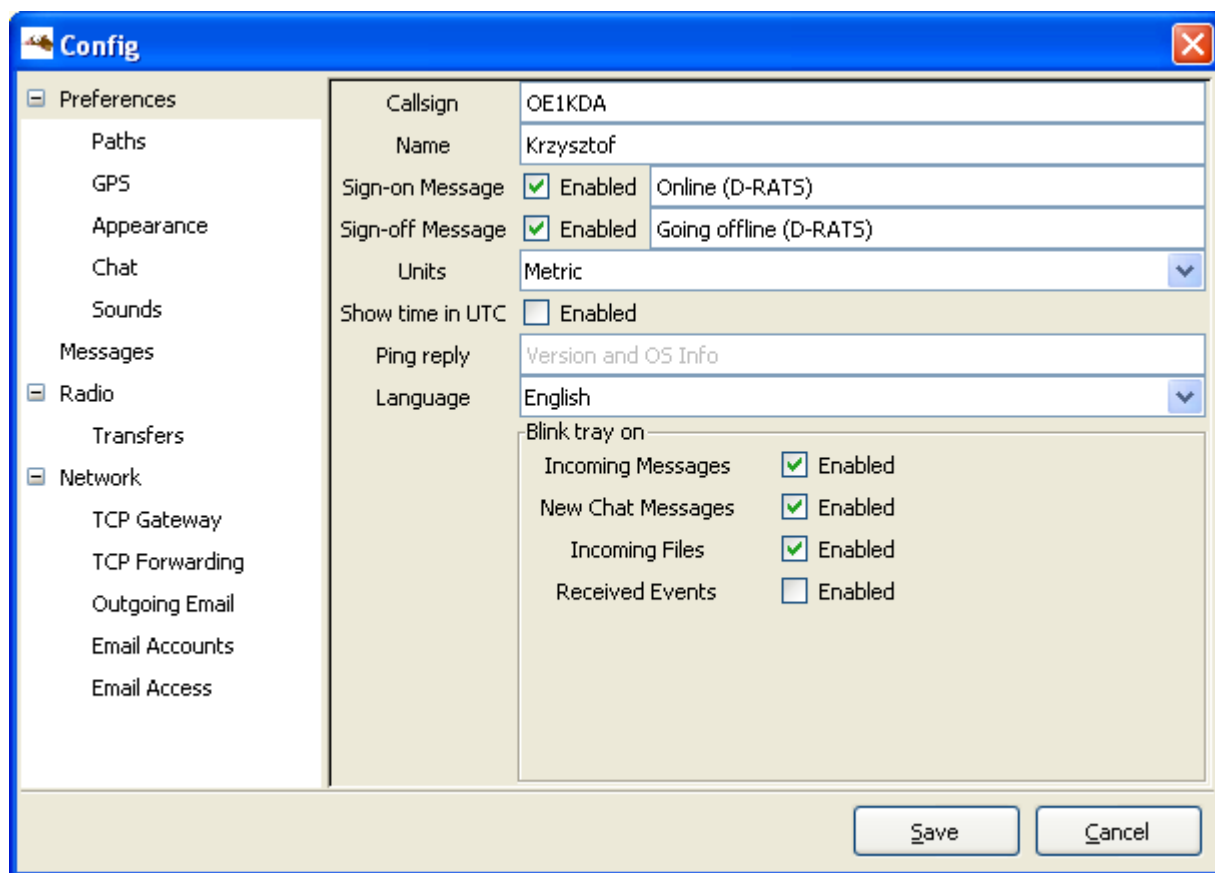 Config
Preferences
Paths
GPS
Appearance
Chat
Sounds
Messages
Radio
Transfers
Network
TCP Gateway
TCP Forwarding
Outgoing Email
Email Accounts
Email Access
Callsign OE1KDA
Name Krzysztof
Sign-on Message Enabled Online (D-RATS)
Sign-off Message Enabled Going offline (D-RATS)
Units Metric
Show time in UTC Enabled
Ping reply Version and OS Info
Language English
Blink tray on
Incoming Messages Enabled
New Chat Messages Enabled
Incoming Files Enabled
Received Events Enabled
Save Cancel